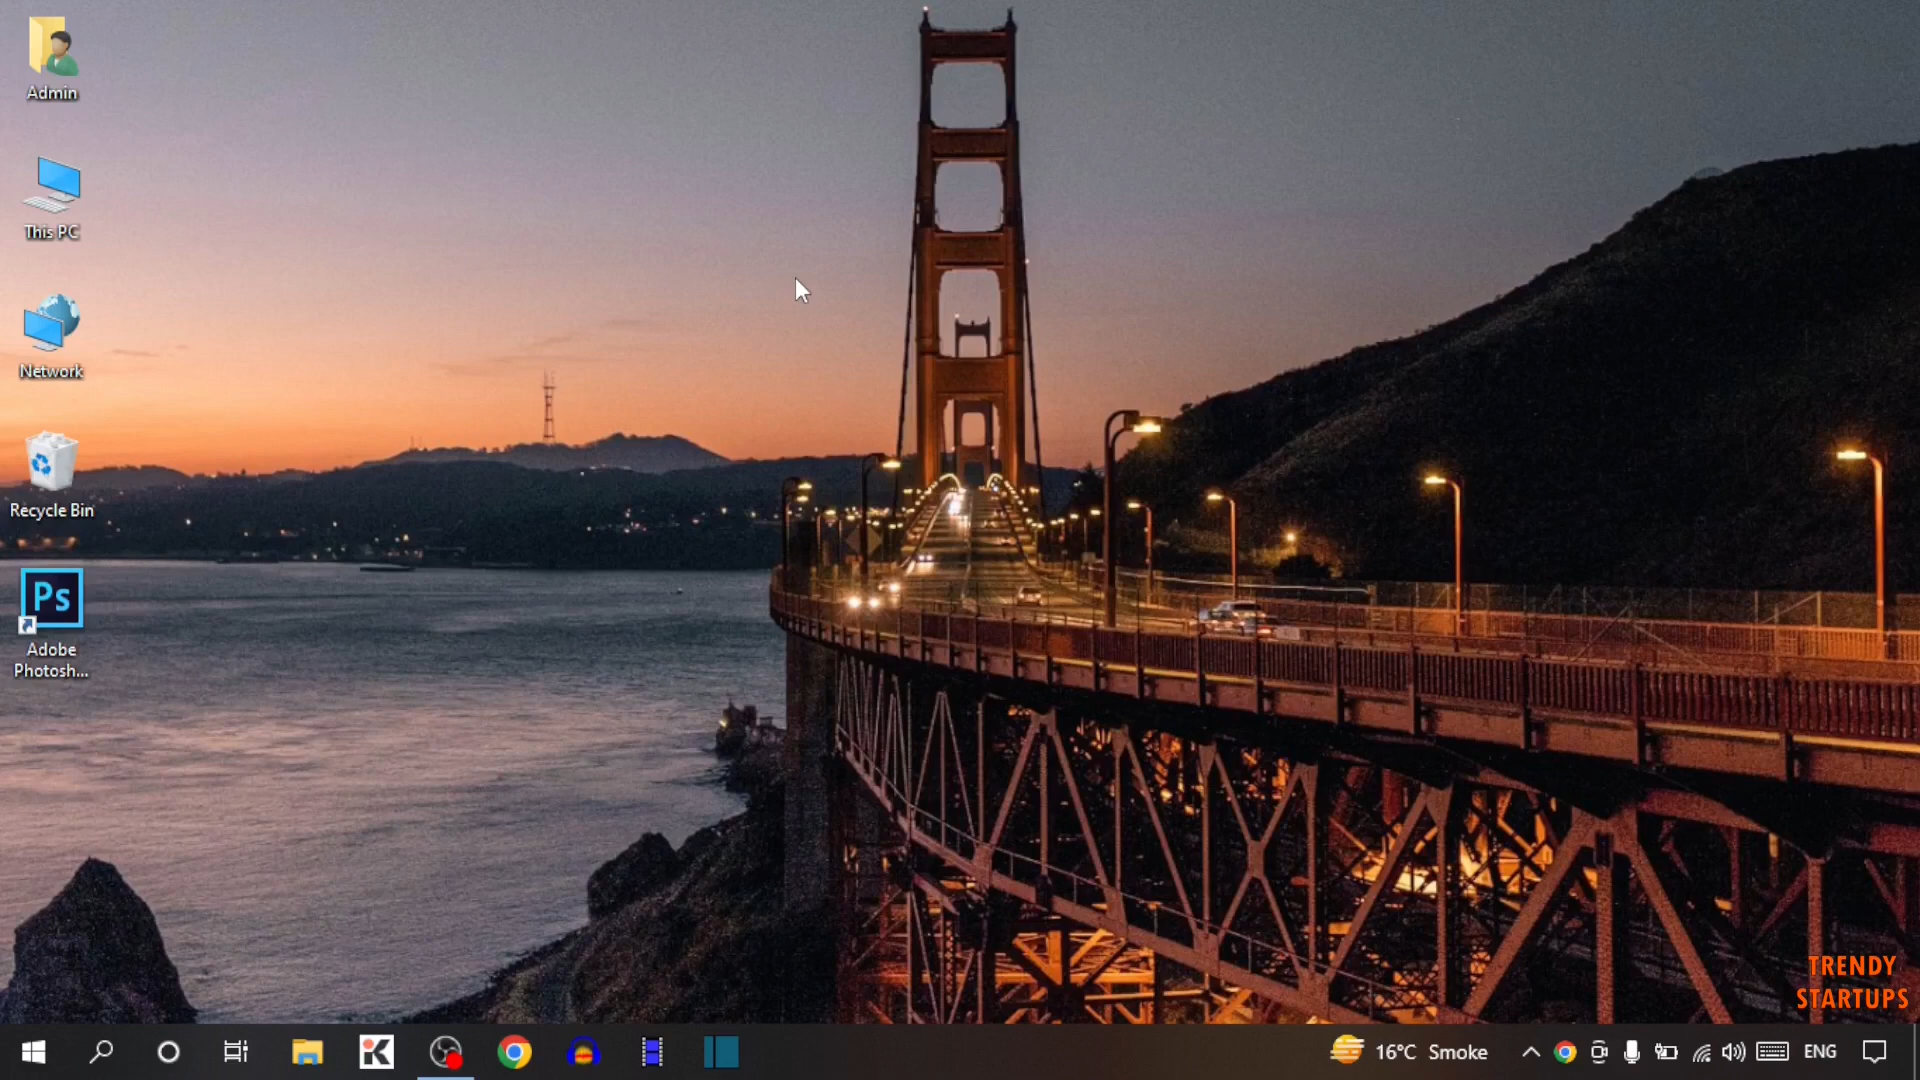 Admin
This PC
Network
Recycle Bin
Ps
Adobe
Photosh...
TRENDY
STARTUPS
16°C Smoke
ENG